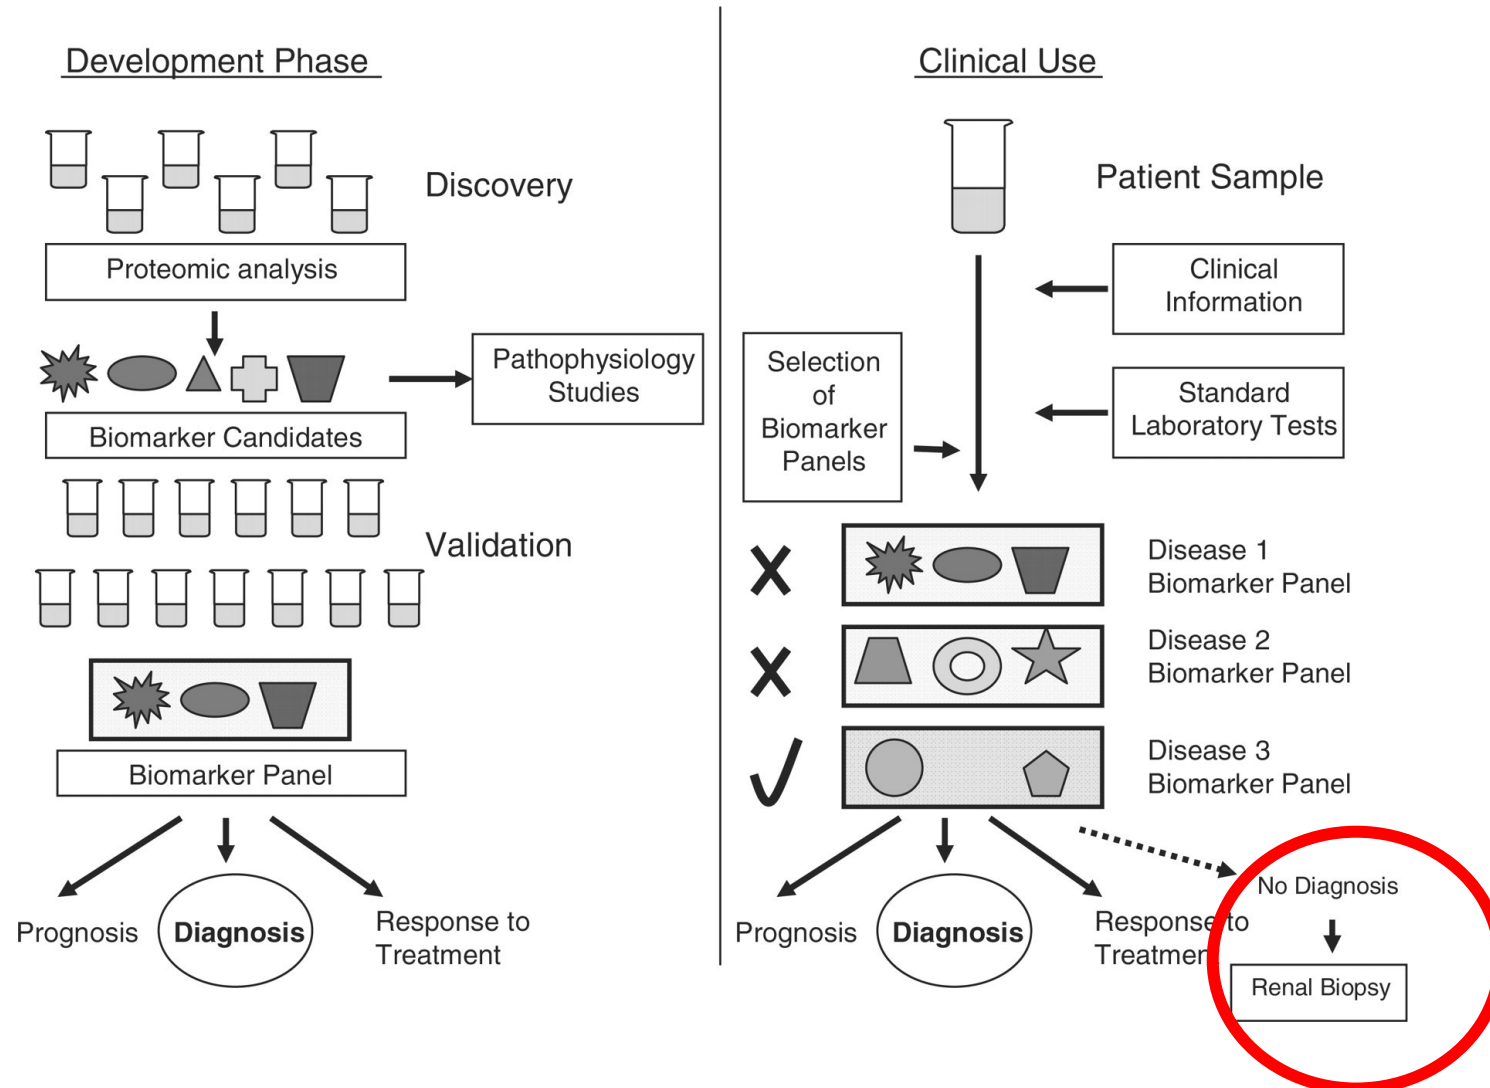 Development Phase
Discovery
Proteomic analysis
Pathophysiology
Studies
Biomarker Candidates
Validation
Biomarker Panel
Prognosis
Diagnosis
Response to
Treatment
Clinical Use
Patient Sample
Clinical
Information
Selection
of
Biomarker
Panels
Standard
Laboratory Tests
Disease 1
Biomarker Panel
Disease 2
Biomarker Panel
Disease 3
Biomarker Panel
Prognosis
Diagnosis
Response to
Treatment
No Diagnosis
Renal Biopsy